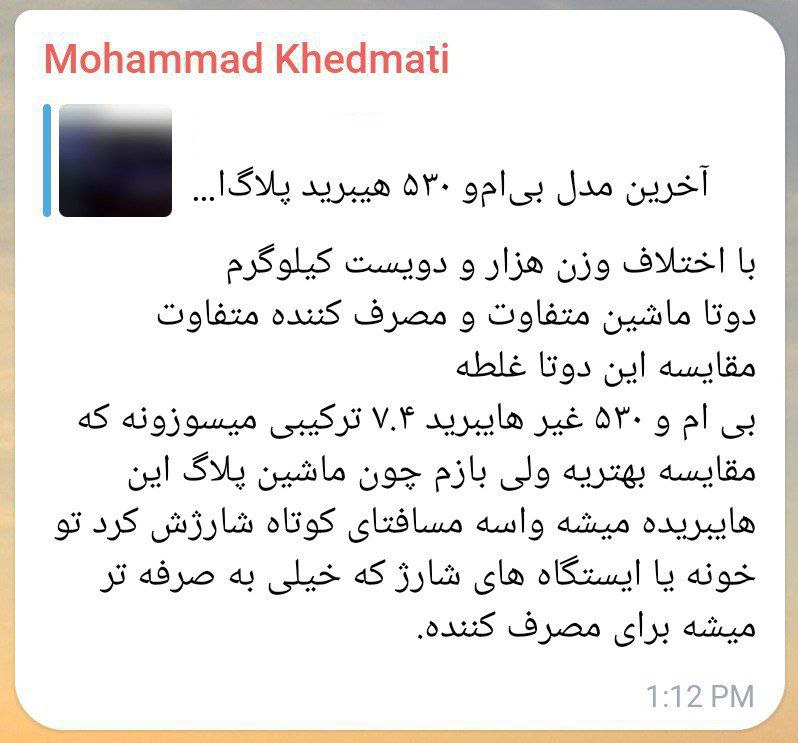 Mohammad Khedmati
آخرین مدل بی‌ام‌و ۵۳۰ هیبرید پلاگ‌ا...
با اختلاف وزن هزار و دویست کیلوگرم
دوتا ماشین متفاوت و مصرف کننده متفاوت
مقایسه این دوتا غلطه
بی ام و ۵۳۰ غیر هایبرید ۷.۴ ترکیبی میسوزونه که
مقایسه بهتریه ولی بازم چون ماشین پلاگ این
هایبریده میشه واسه مسافتای کوتاه شارژش کرد تو
خونه یا ایستگاه های شارژ که خیلی به صرفه تر
میشه برای مصرف کننده.
1:12 PM